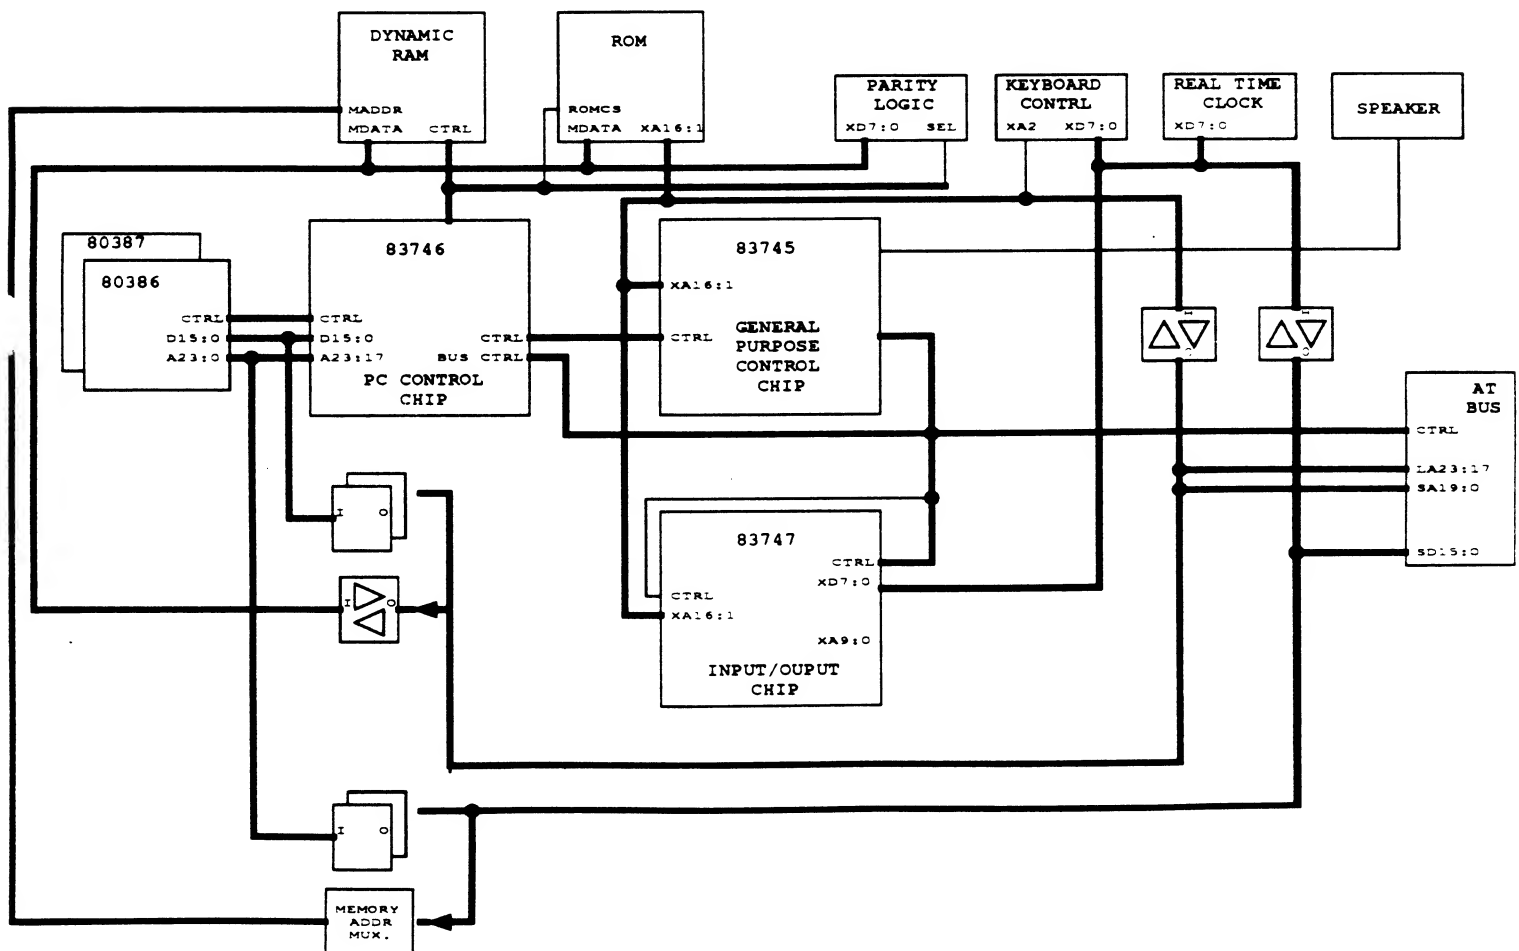 DYNAMIC
RAM
MADDR
MDATA CTRL
ROM
ROMCS
MDATA XA16:1
PARITY
LOGIC
XD7:0 SEL
KEYBOARD
CONTRL
XA2 XD7:0
REAL TIME
CLOCK
XD7:0
SPEAKER
80387
80386
CTRL
D15:0
A23:0
83746
CTRL
D15:0
A23:17
CTRL
BUS CTRL
PC CONTROL
CHIP
83745
XA16:1
CTRL
GENERAL
PURPOSE
CONTROL
CHIP
I
O
I
O
AT
BUS
CTRL
LA23:17
SA19:0
SD15:0
I
O
I
O
83747
CTRL
XD7:0
CTRL
XA16:1
XA9:0
INPUT/OUPUT
CHIP
I
O
MEMORY
ADDR
MUX.